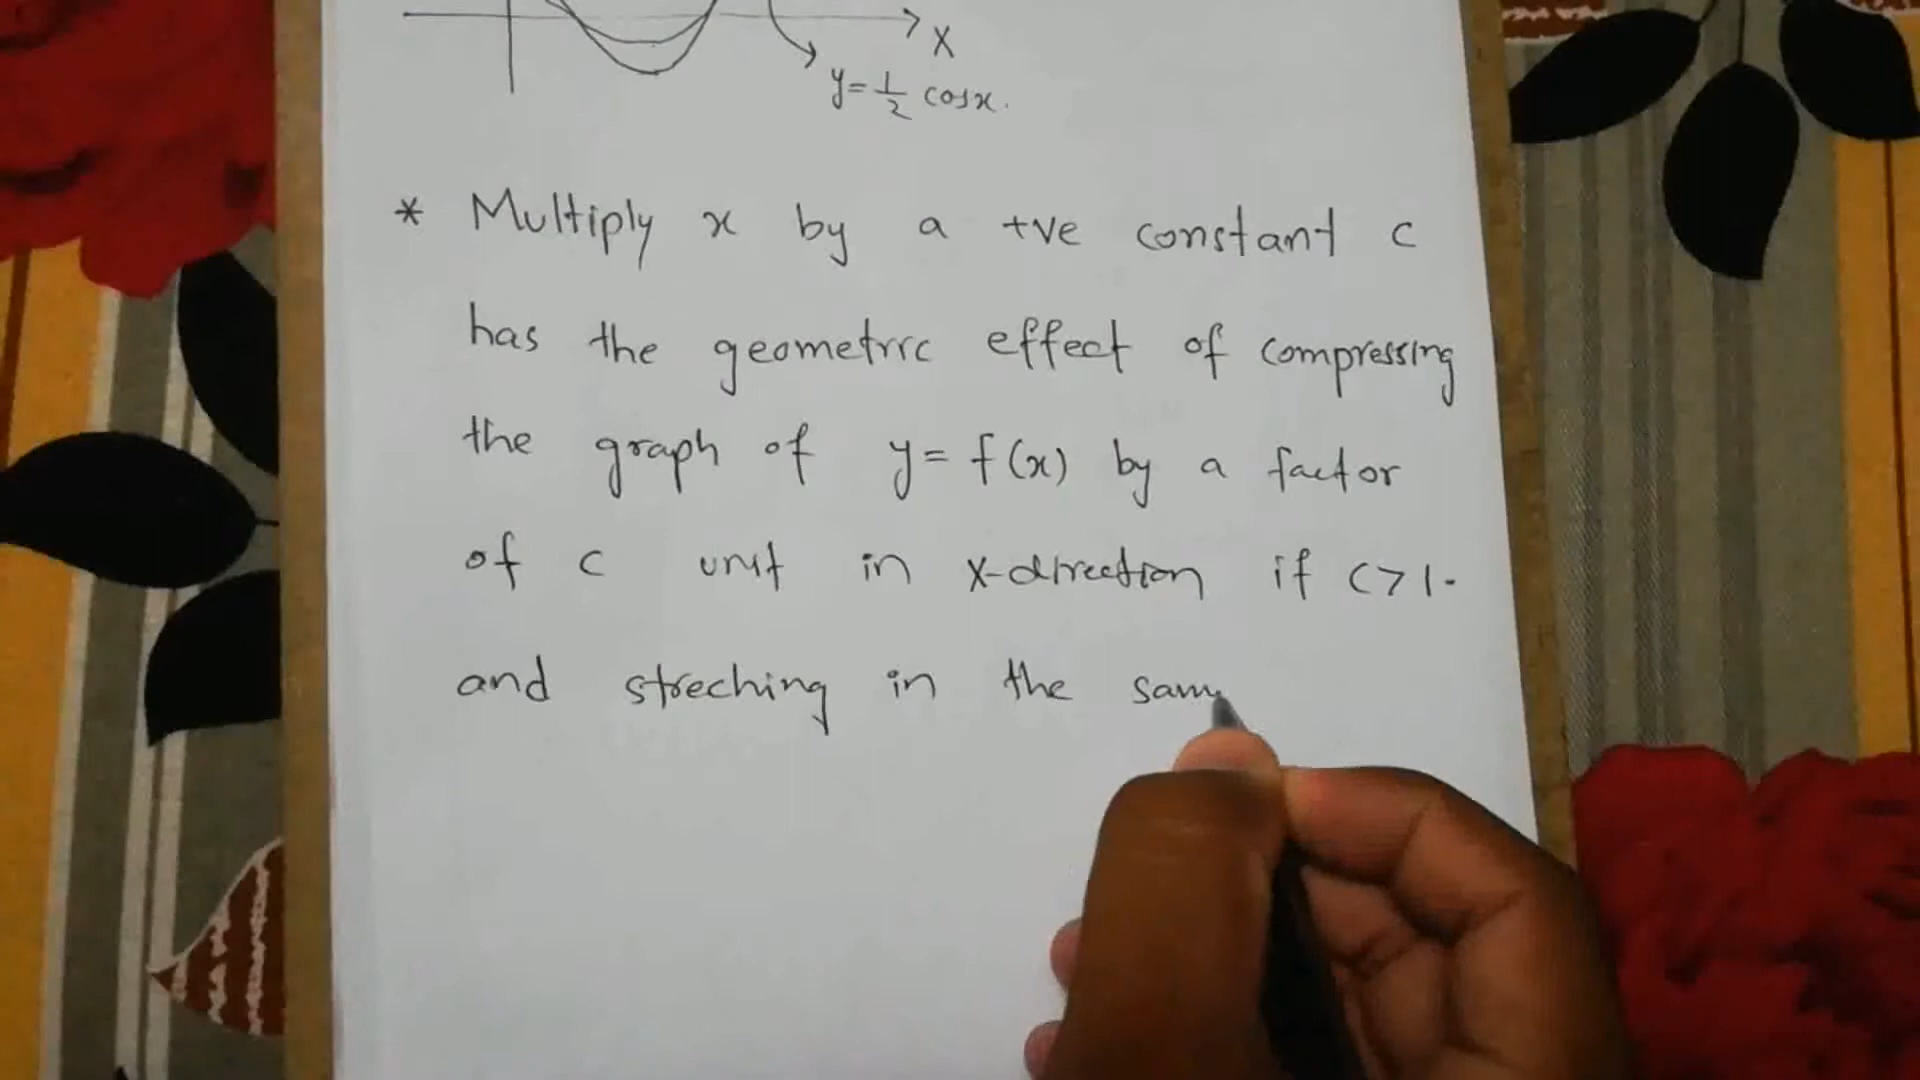 X
y = 1/2 cosx.
* Multiply x by a +ve constant c
has the geometric effect of compressing
the graph of y = f(x) by a factor
of c unit in X-direction if c>1.
and streching in the sam